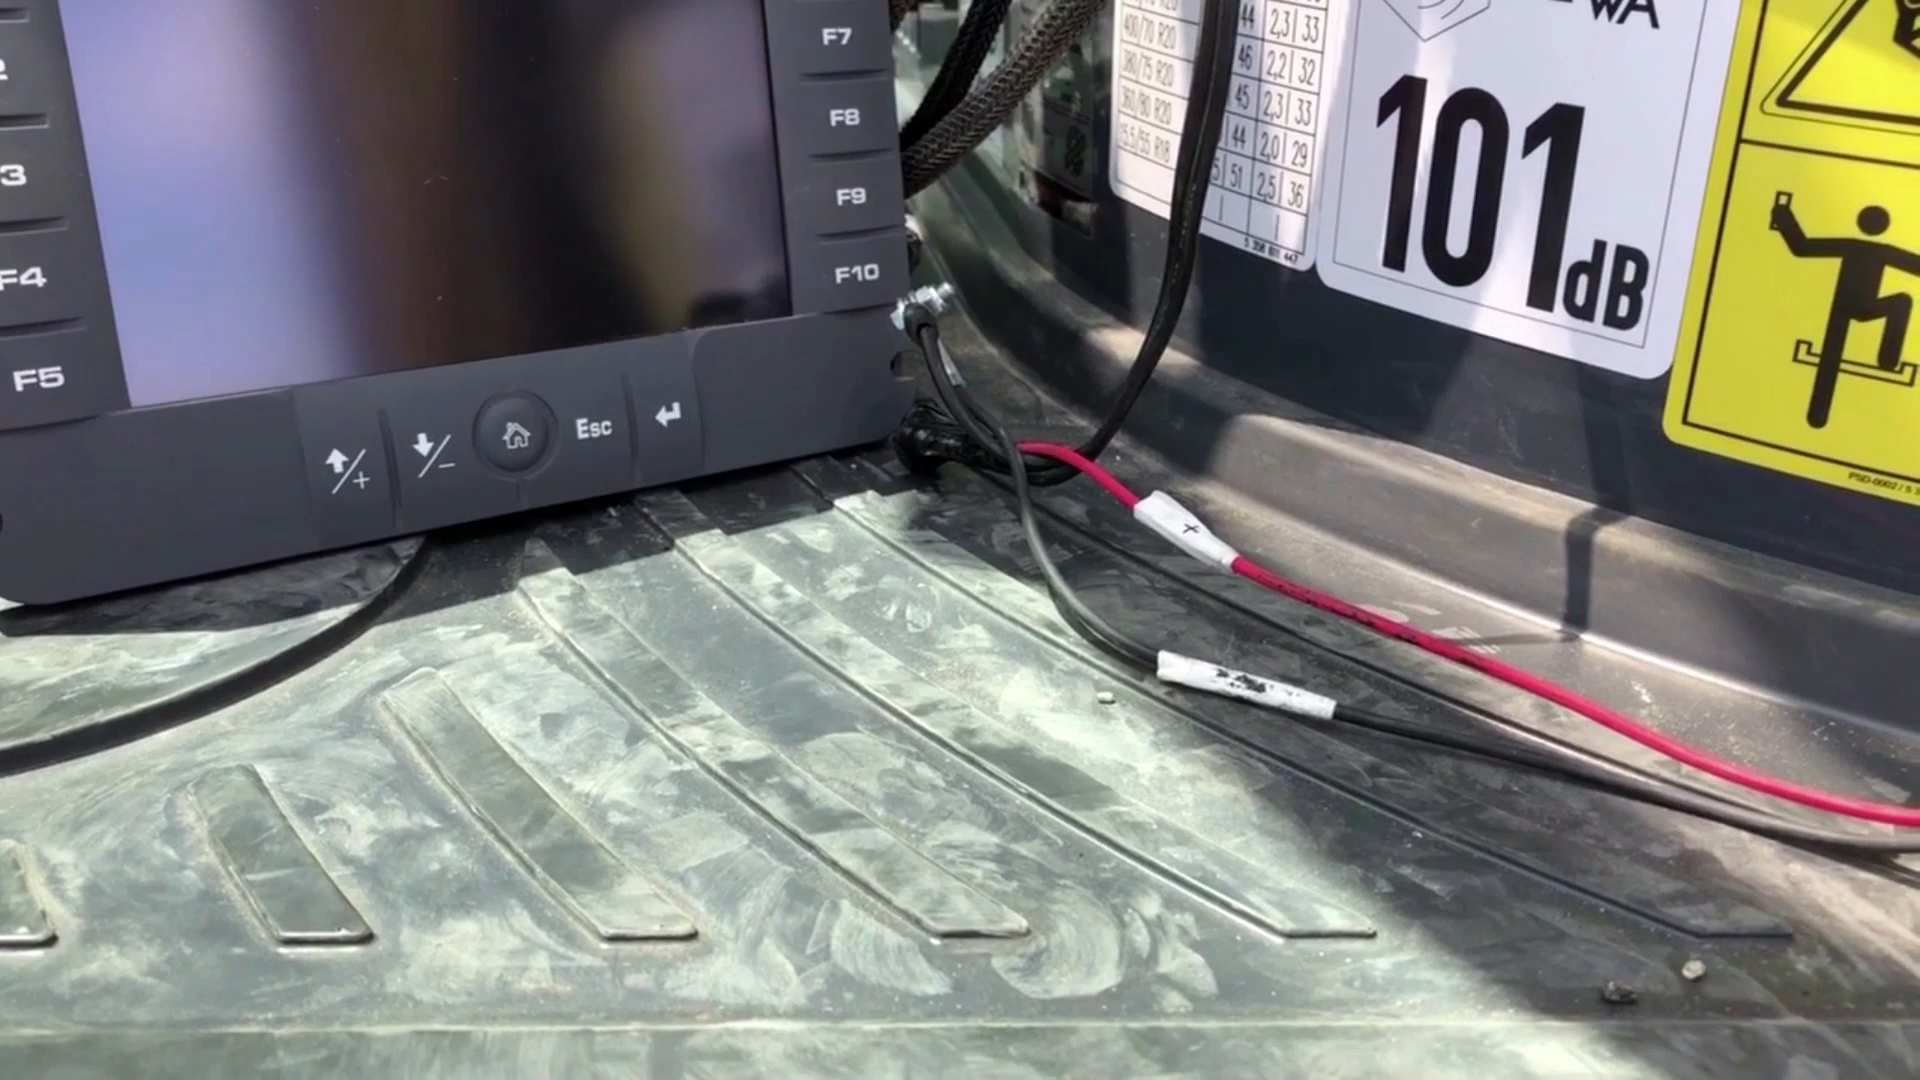 F7
F8
F9
F10
2
3
F4
F5
+
−
Esc
400/70 R20
380/75 R20
360/80 R20
15.5/55 R18
44 2,3 33
46 2,2 32
45 2,3 33
44 2,0 29
51 2,5 36
WA
101dB
+